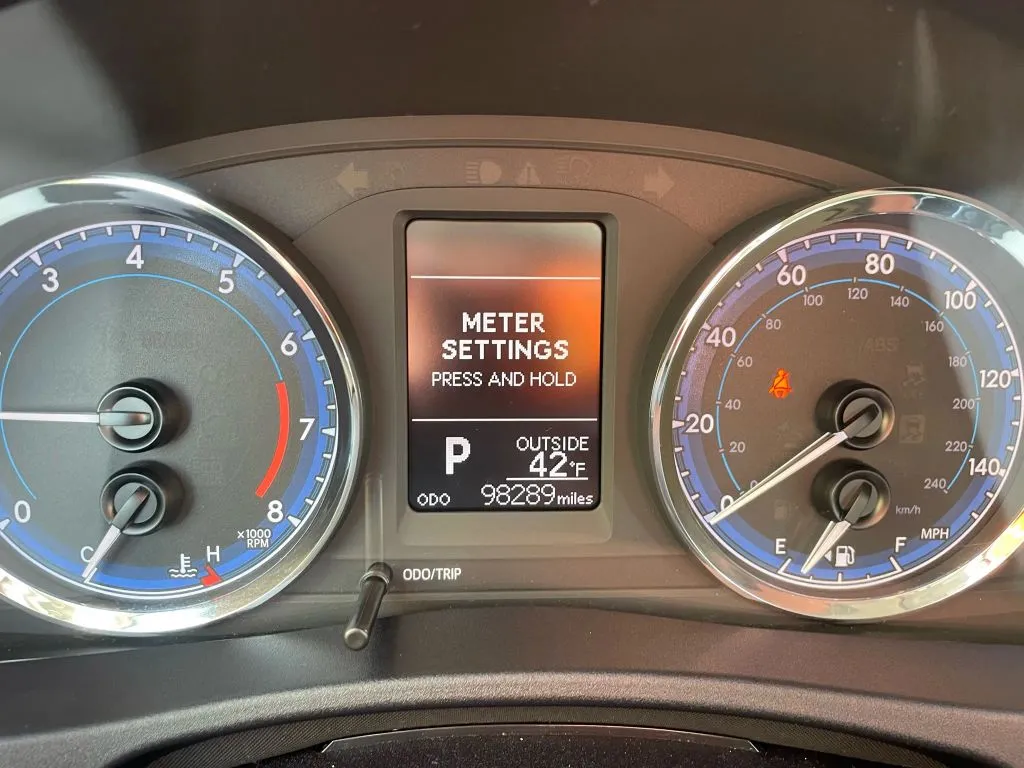 3
4
5
6
7
8
0
x1000
RPM
C
H
METER
SETTINGS
PRESS AND HOLD
P
OUTSIDE
42°F
ODO 98289 miles
ODO/TRIP
0
20
40
60
80
100
120
140
20
40
60
80
100
120
140
160
180
200
220
240
km/h
MPH
ABS
E
F